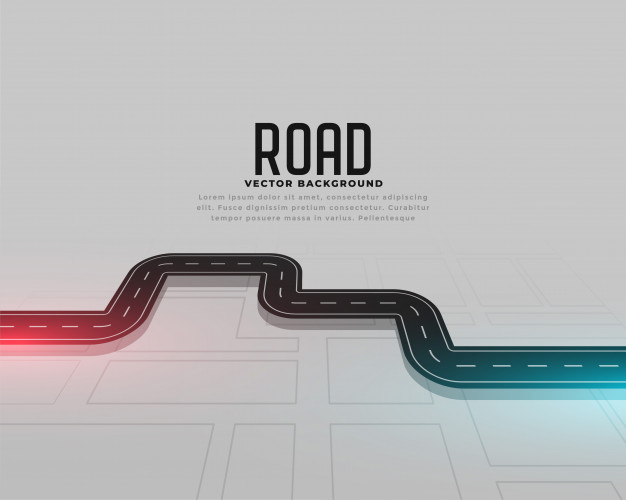 ROAD
VECTOR BACKGROUND
Lorem ipsum dolor sit amet, consectetur adipiscing elit.
Fusce dignissim pretium consectetur. Curabitur
tempor posuere massa in varius. Pellentesque